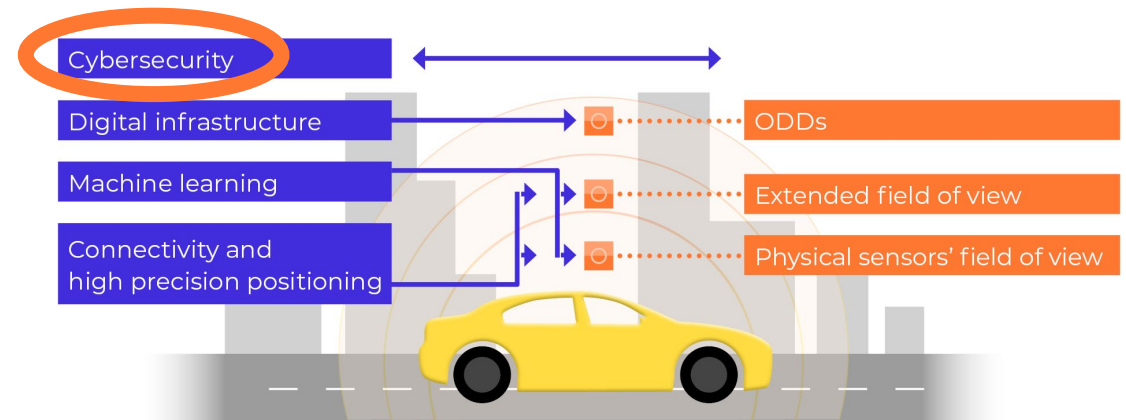 Cybersecurity
Digital infrastructure
ODDs
Machine learning
Extended field of view
Connectivity and
high precision positioning
Physical sensors’ field of view